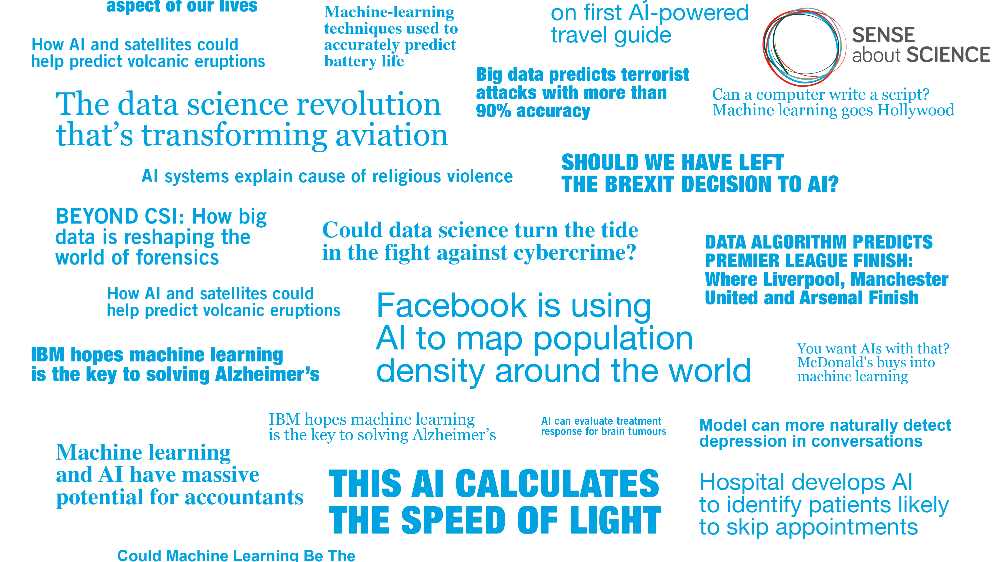 aspect of our lives
Machine-learning
techniques used to
accurately predict
battery life
on first AI-powered
travel guide
SENSE
about SCIENCE
How AI and satellites could
help predict volcanic eruptions
Big data predicts terrorist
attacks with more than
90% accuracy
Can a computer write a script?
Machine learning goes Hollywood
The data science revolution
that’s transforming aviation
SHOULD WE HAVE LEFT
THE BREXIT DECISION TO AI?
AI systems explain cause of religious violence
BEYOND CSI: How big
data is reshaping the
world of forensics
Could data science turn the tide
in the fight against cybercrime?
DATA ALGORITHM PREDICTS
PREMIER LEAGUE FINISH:
Where Liverpool, Manchester
United and Arsenal Finish
How AI and satellites could
help predict volcanic eruptions
Facebook is using
AI to map population
density around the world
IBM hopes machine learning
is the key to solving Alzheimer’s
You want AIs with that?
McDonald's buys into
machine learning
IBM hopes machine learning
is the key to solving Alzheimer’s
AI can evaluate treatment
response for brain tumours
Model can more naturally detect
depression in conversations
Machine learning
and AI have massive
potential for accountants
THIS AI CALCULATES
THE SPEED OF LIGHT
Hospital develops AI
to identify patients likely
to skip appointments
Could Machine Learning Be The